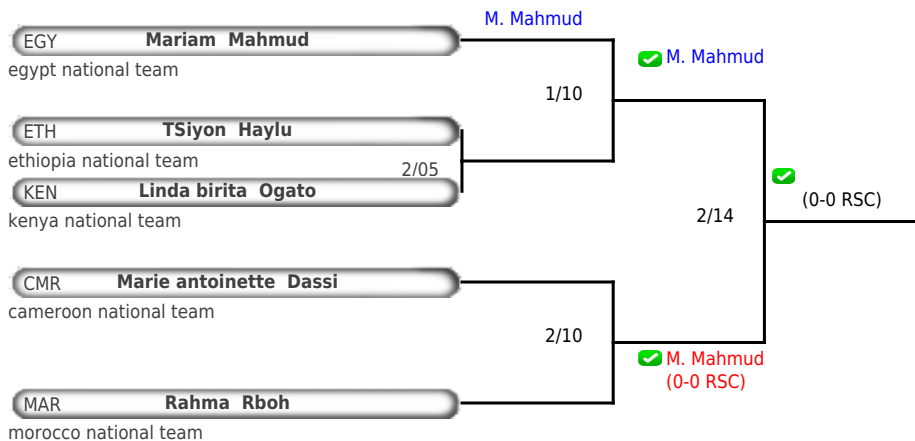 M. Mahmud
EGY Mariam Mahmud
egypt national team
M. Mahmud
1/10
ETH TSiyon Haylu
ethiopia national team
2/05
KEN Linda birita Ogato
kenya national team
(0-0 RSC)
2/14
CMR Marie antoinette Dassi
cameroon national team
2/10
M. Mahmud
(0-0 RSC)
MAR Rahma Rboh
morocco national team